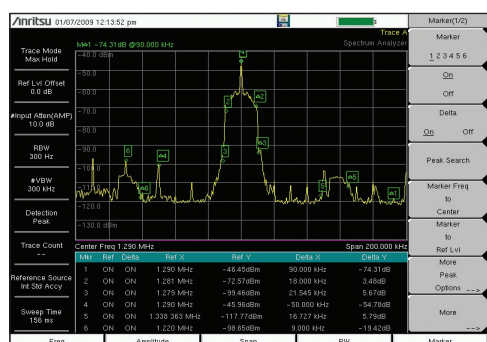 Anritsu 01/07/2009 12:13:52 pm
Marker(1/2)
Trace A
M1 -74.31dB @90.000 kHz
Spectrum Analyzer
Trace Mode
Max Hold
Ref Lvl Offset
0.0 dB
#Input Atten(AMP)
10.0 dB
RBW
300 Hz
#VBW
300 kHz
Detection
Peak
Trace Count
--
Reference Source
Int Std Accy
Sweep Time
156 ms
-40.0 dBm
-50.0
-60.0
-70.0
-80.0
-90.0
-100.0
-120.0
-130.0 dBm
Center Freq 1.290 MHz
Span 200.000 kHz
Mkr Ref Delta Ref X Ref Y Delta X Delta Y
1 ON ON 1.290 MHz -46.45dBm 90.000 kHz -74.31dB
2 ON ON 1.281 MHz -72.57dBm 18.000 kHz 3.48dB
3 ON ON 1.279 MHz -99.46dBm 21.545 kHz 5.67dB
4 ON ON 1.290 MHz -45.96dBm -50.000 kHz -54.78dB
5 ON ON 1.338 363 MHz -117.77dBm 16.727 kHz 5.79dB
6 ON ON 1.220 MHz -98.65dBm 9.000 kHz -19.42dB
Marker
1 2 3 4 5 6
On
Off
Delta
On Off
Peak Search
Marker Freq
to
Center
Marker
to
Ref Lvl
More
Peak
Options -->
More
-->
Freq Amplitude Span BW Marker